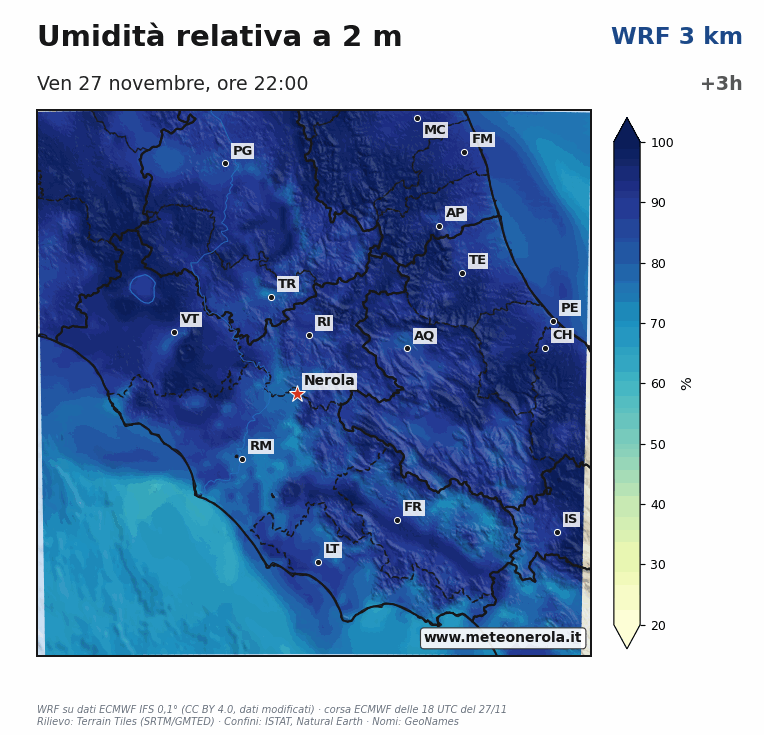 Umidità relativa a 2 m
WRF 3 km
Ven 27 novembre, ore 22:00
+3h
MC
FM
PG
AP
TE
TR
PE
VT
RI
AQ
CH
Nerola
RM
FR
IS
LT
www.meteonerola.it
100
90
80
70
60
50
40
30
20
%
WRF su dati ECMWF IFS 0,1° (CC BY 4.0, dati modificati) · corsa ECMWF delle 18 UTC del 27/11
Rilievo: Terrain Tiles (SRTM/GMTED) · Confini: ISTAT, Natural Earth · Nomi: GeoNames